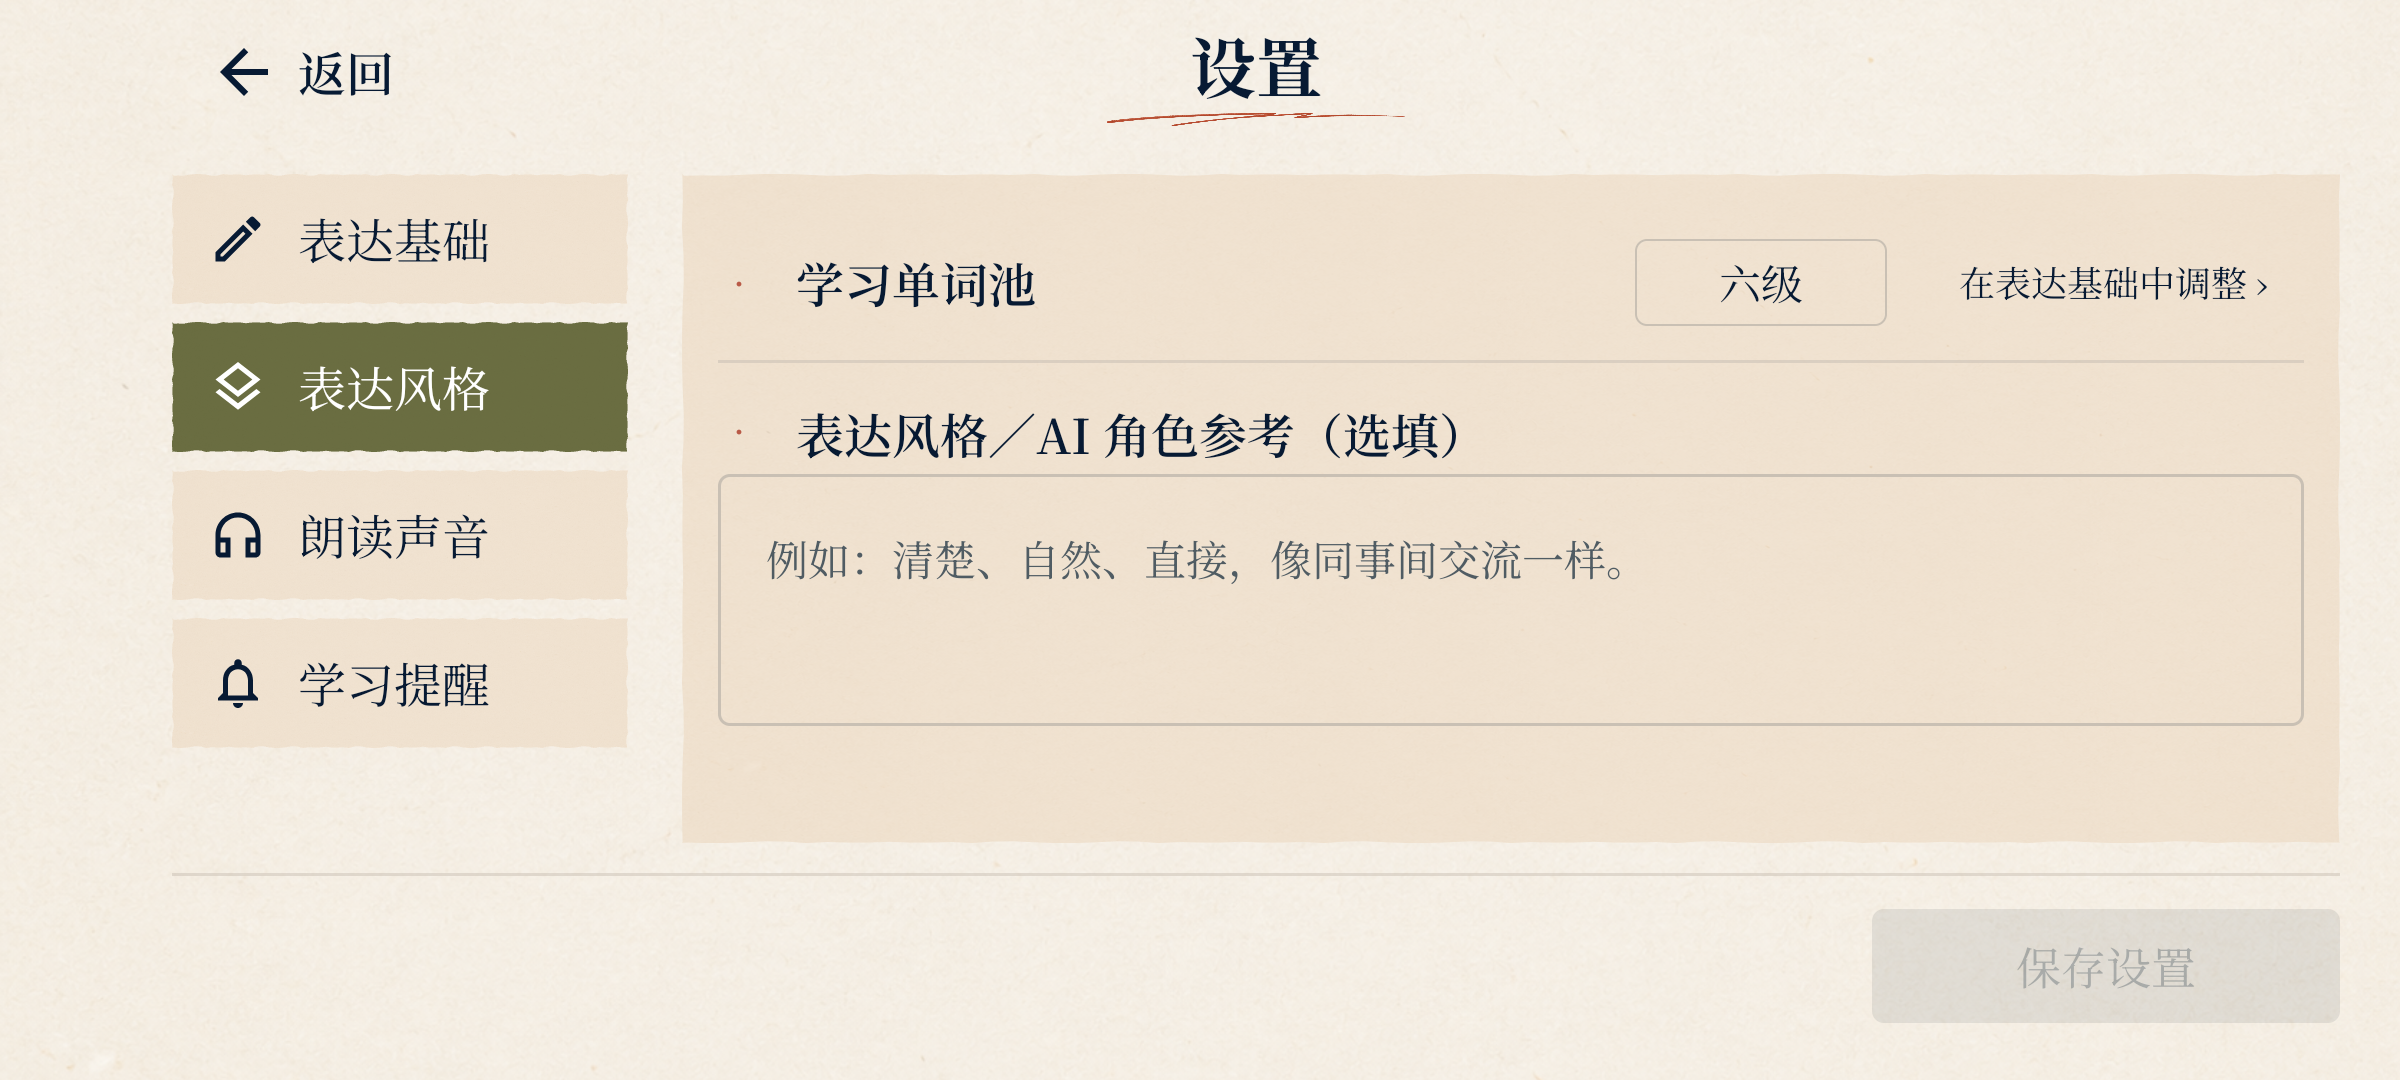 返回
设置
表达基础
表达风格
朗读声音
学习提醒
· 学习单词池
六级
在表达基础中调整 ›
· 表达风格／AI 角色参考（选填）
例如：清楚、自然、直接，像同事间交流一样。
保存设置